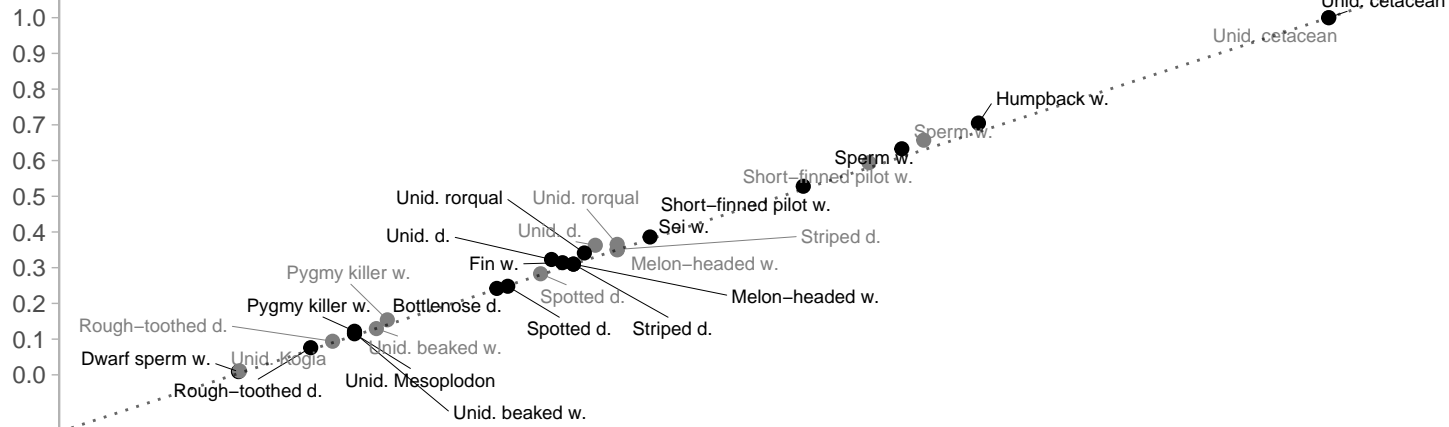 Unid. cetacean
1.0
Unid. cetacean
0.9
0.8
Humpback w.
0.7
Sperm w.
0.6
Sperm w.
Short−finned pilot w.
0.5
Unid. rorqual
Unid. rorqual
Short−finned pilot w.
0.4
Unid. d.
Unid. d.
Sei w.
Striped d.
0.3
Fin w.
Melon−headed w.
Pygmy killer w.
Spotted d.
Melon−headed w.
0.2
Pygmy killer w.
Bottlenose d.
Rough−toothed d.
Spotted d.
Striped d.
0.1
Unid. beaked w.
Dwarf sperm w.
Unid. Kogia
0.0
Unid. Mesoplodon
Rough−toothed d.
Unid. beaked w.